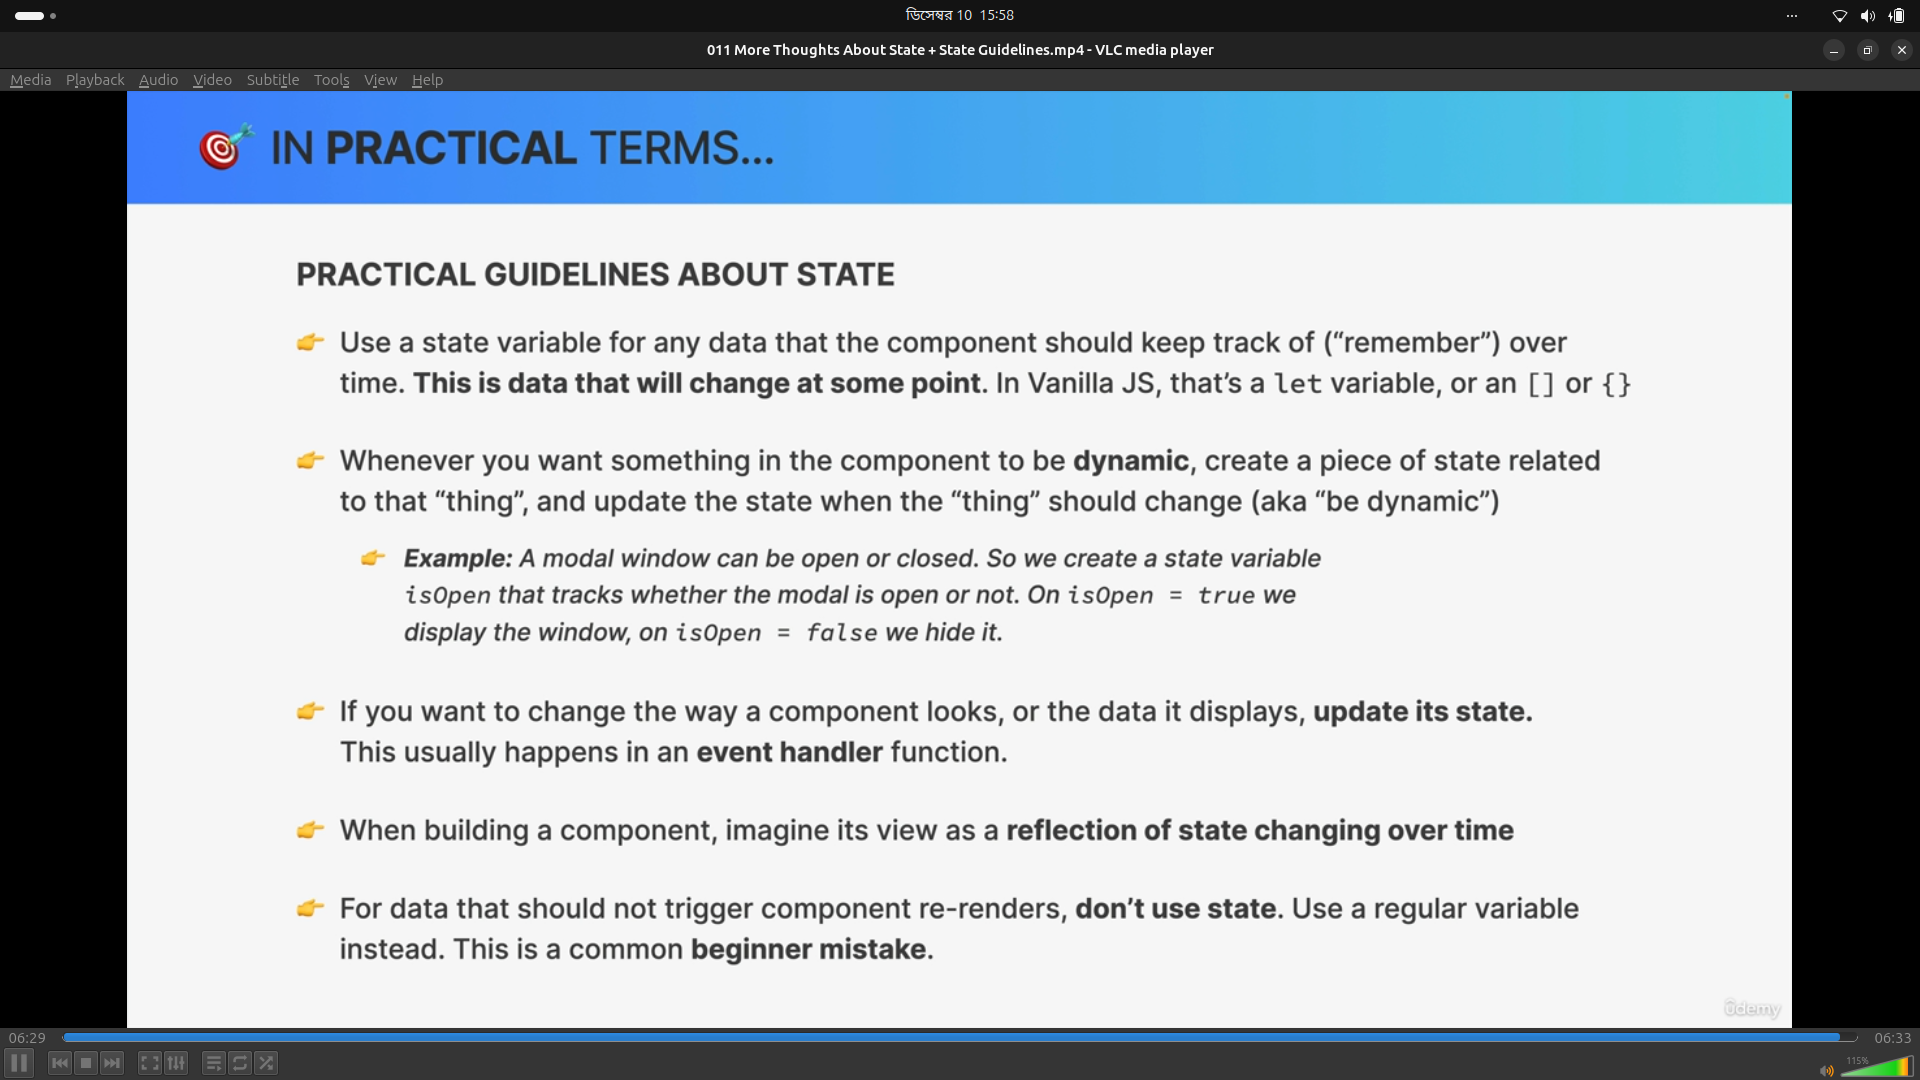 ডিসেম্বর 10 15:58
011 More Thoughts About State + State Guidelines.mp4 - VLC media player
Media Playback Audio Video Subtitle Tools View Help
IN PRACTICAL TERMS...
PRACTICAL GUIDELINES ABOUT STATE
Use a state variable for any data that the component should keep track of (“remember”) over
time. This is data that will change at some point. In Vanilla JS, that’s a let variable, or an [] or {}
Whenever you want something in the component to be dynamic, create a piece of state related
to that “thing”, and update the state when the “thing” should change (aka “be dynamic”)
Example: A modal window can be open or closed. So we create a state variable
isOpen that tracks whether the modal is open or not. On isOpen = true we
display the window, on isOpen = false we hide it.
If you want to change the way a component looks, or the data it displays, update its state.
This usually happens in an event handler function.
When building a component, imagine its view as a reflection of state changing over time
For data that should not trigger component re-renders, don’t use state. Use a regular variable
instead. This is a common beginner mistake.
ûdemy
06:29 06:33
115%